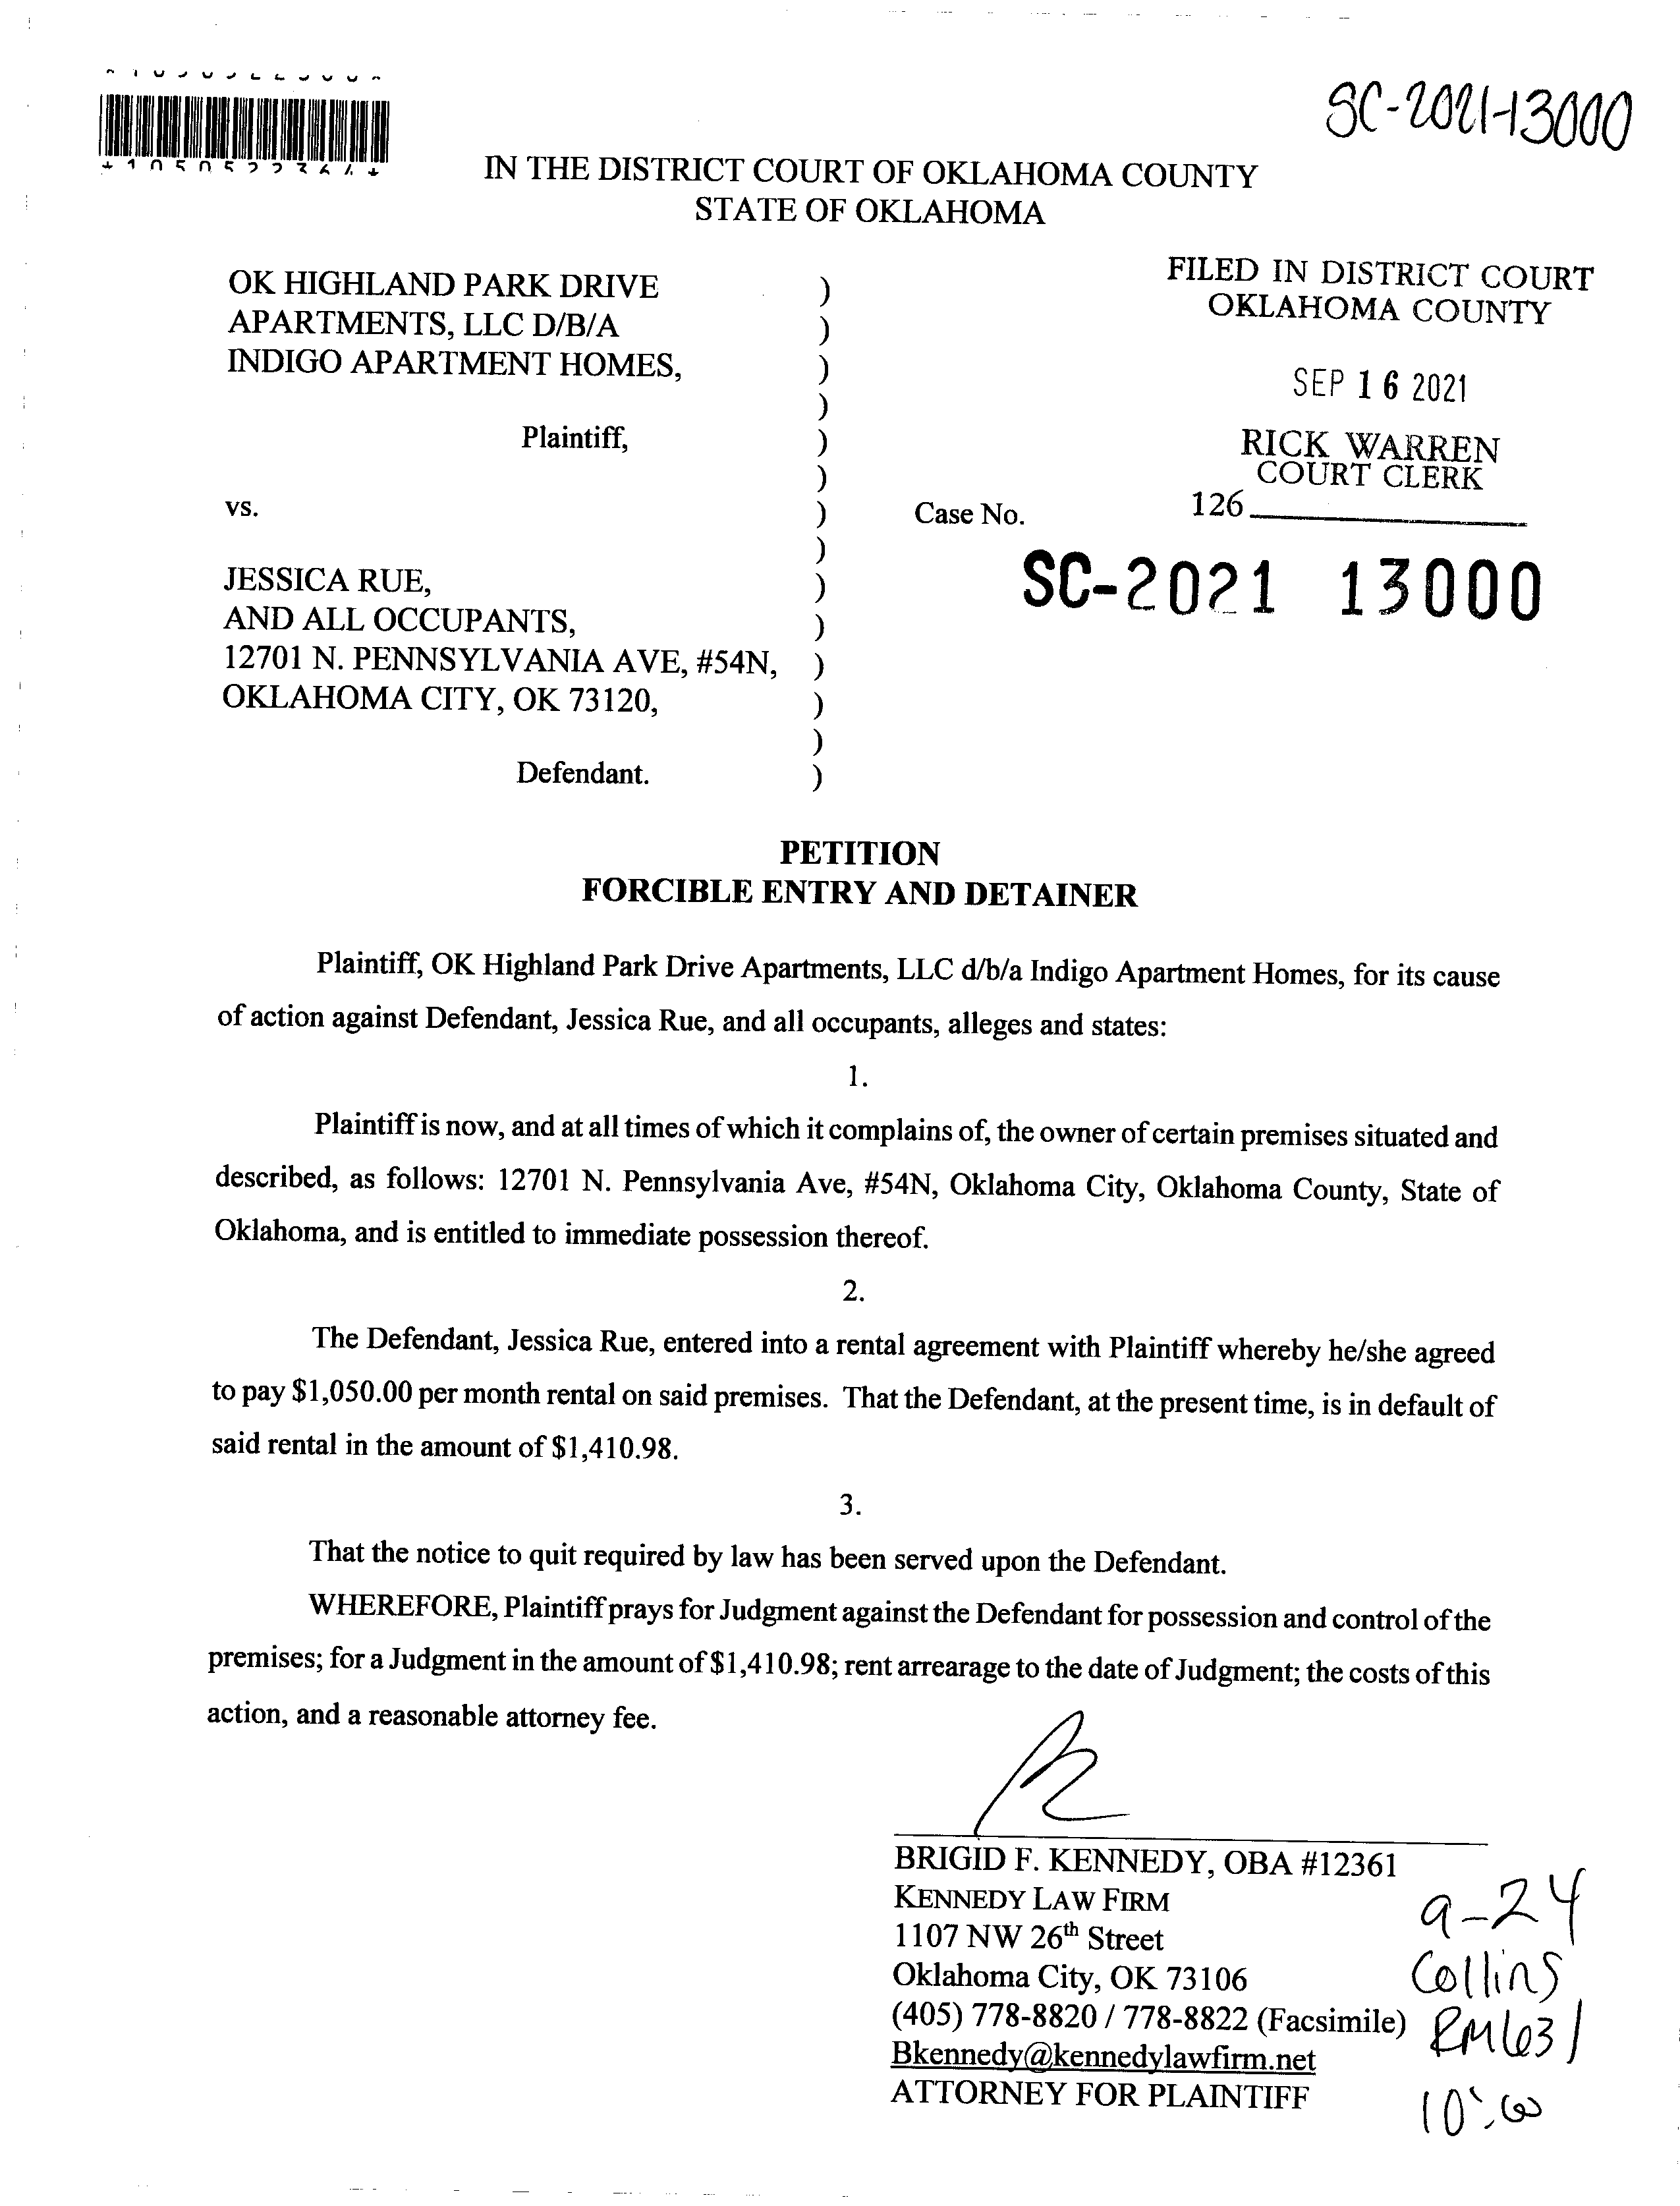 SC-2021-13000
IN THE DISTRICT COURT OF OKLAHOMA COUNTY
STATE OF OKLAHOMA
OK HIGHLAND PARK DRIVE )
APARTMENTS, LLC D/B/A )
INDIGO APARTMENT HOMES, )
)
Plaintiff, )
)
vs. )
)
JESSICA RUE, )
AND ALL OCCUPANTS, )
12701 N. PENNSYLVANIA AVE, #54N, )
OKLAHOMA CITY, OK 73120, )
)
Defendant. )
FILED IN DISTRICT COURT
OKLAHOMA COUNTY
SEP 16 2021
RICK WARREN
COURT CLERK
126
Case No.
SC-2021 13000
PETITION
FORCIBLE ENTRY AND DETAINER
Plaintiff, OK Highland Park Drive Apartments, LLC d/b/a Indigo Apartment Homes, for its cause
of action against Defendant, Jessica Rue, and all occupants, alleges and states:
1.
Plaintiff is now, and at all times of which it complains of, the owner of certain premises situated and
described, as follows: 12701 N. Pennsylvania Ave, #54N, Oklahoma City, Oklahoma County, State of
Oklahoma, and is entitled to immediate possession thereof.
2.
The Defendant, Jessica Rue, entered into a rental agreement with Plaintiff whereby he/she agreed
to pay $1,050.00 per month rental on said premises. That the Defendant, at the present time, is in default of
said rental in the amount of $1,410.98.
3.
That the notice to quit required by law has been served upon the Defendant.
WHEREFORE, Plaintiff prays for Judgment against the Defendant for possession and control of the
premises; for a Judgment in the amount of $1,410.98; rent arrearage to the date of Judgment; the costs of this
action, and a reasonable attorney fee.
BRIGID F. KENNEDY, OBA #12361
KENNEDY LAW FIRM
1107 NW 26th Street
Oklahoma City, OK 73106
(405) 778-8820 / 778-8822 (Facsimile)
Bkennedy@kennedylawfirm.net
ATTORNEY FOR PLAINTIFF
9-24
Collins
RM631
10:00